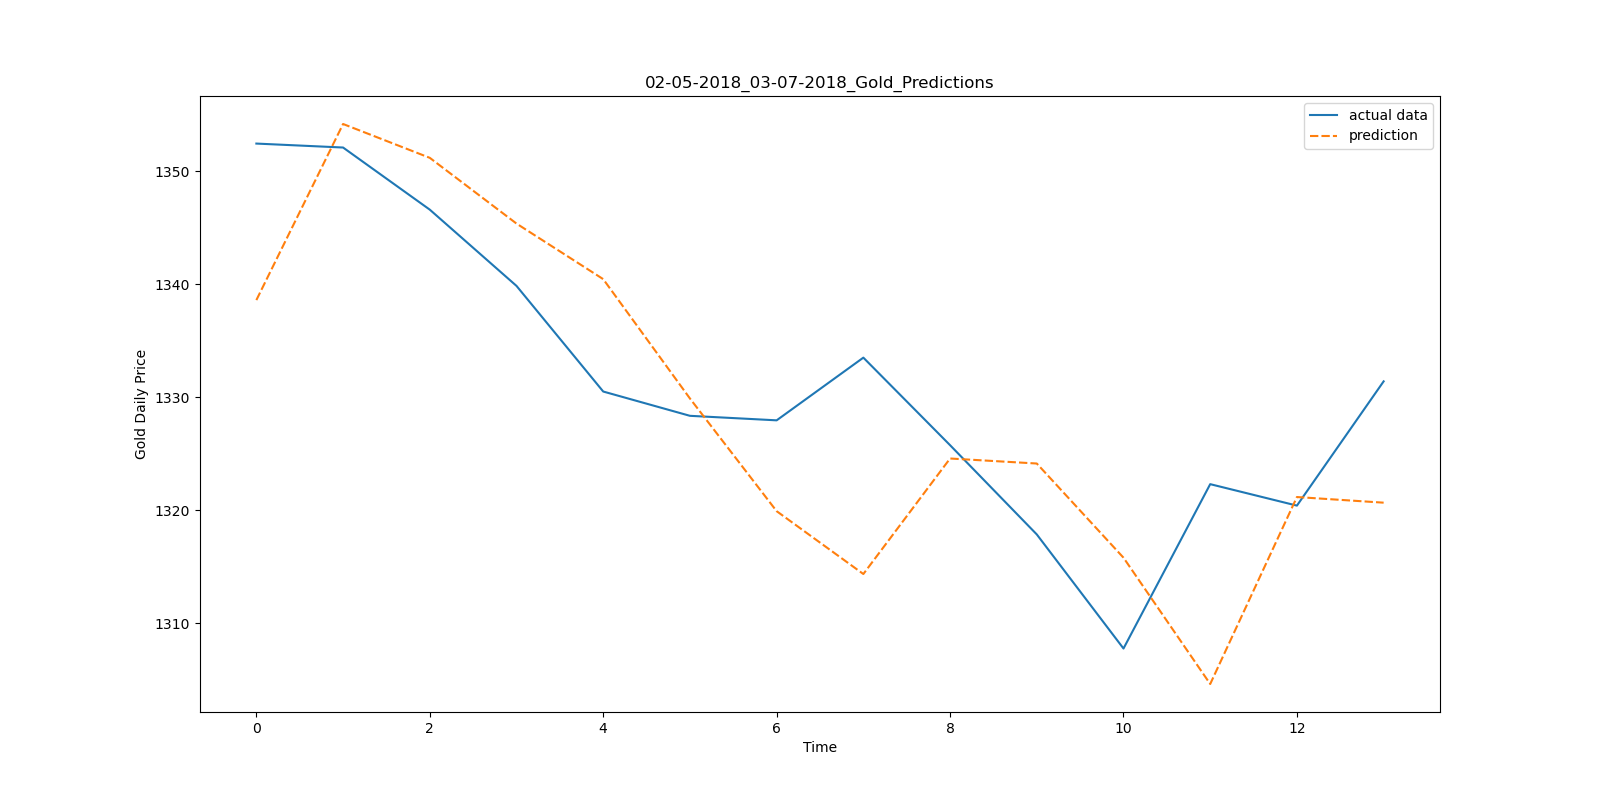 02-05-2018_03-07-2018_Gold_Predictions
actual data
prediction
Gold Daily Price
1350
1340
1330
1320
1310
0 2 4 6 8 10 12
Time